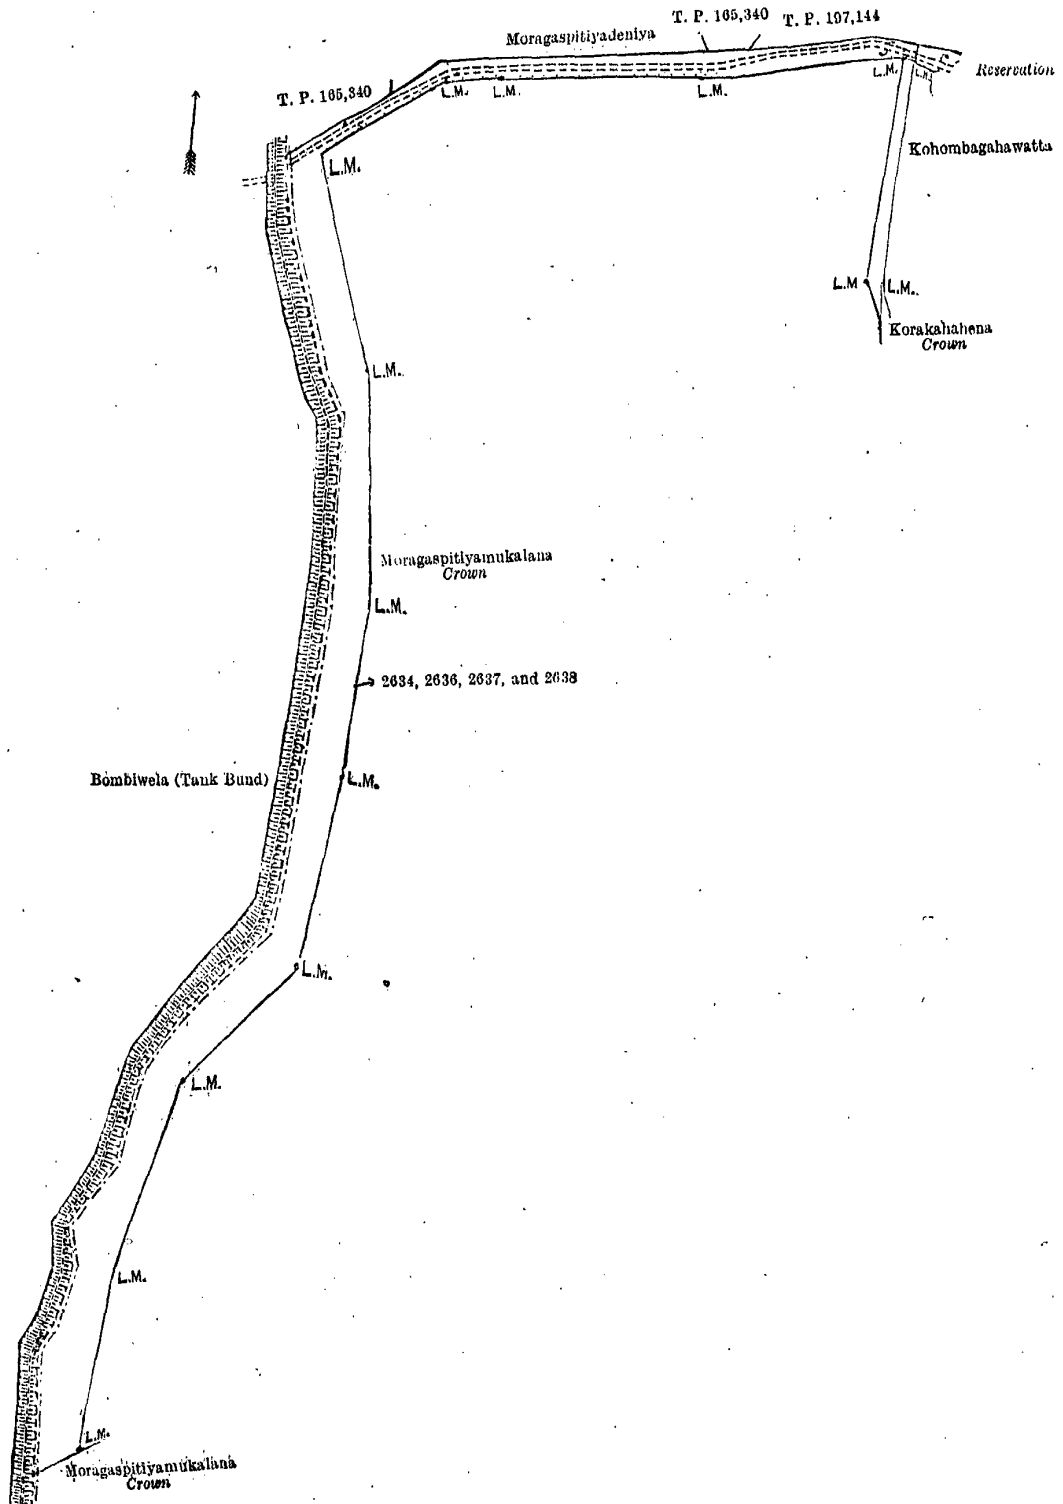 T. P. 165,340 T. P. 197,144
Moragaspitiyadeniya
Reservation
T. P. 165,340
L.M. L.M. L.M. L.M. L.M.
Kohombagahawatta
L.M.
L.M L.M.
Korakahahena
Crown
L.M.
Moragaspitiyamukalana
Crown
L.M.
2634, 2636, 2637, and 2638
Bombiwela (Tank Bund)
L.M.
L.M.
L.M.
L.M.
L.M.
Moragaspitiyamukalana
Crown